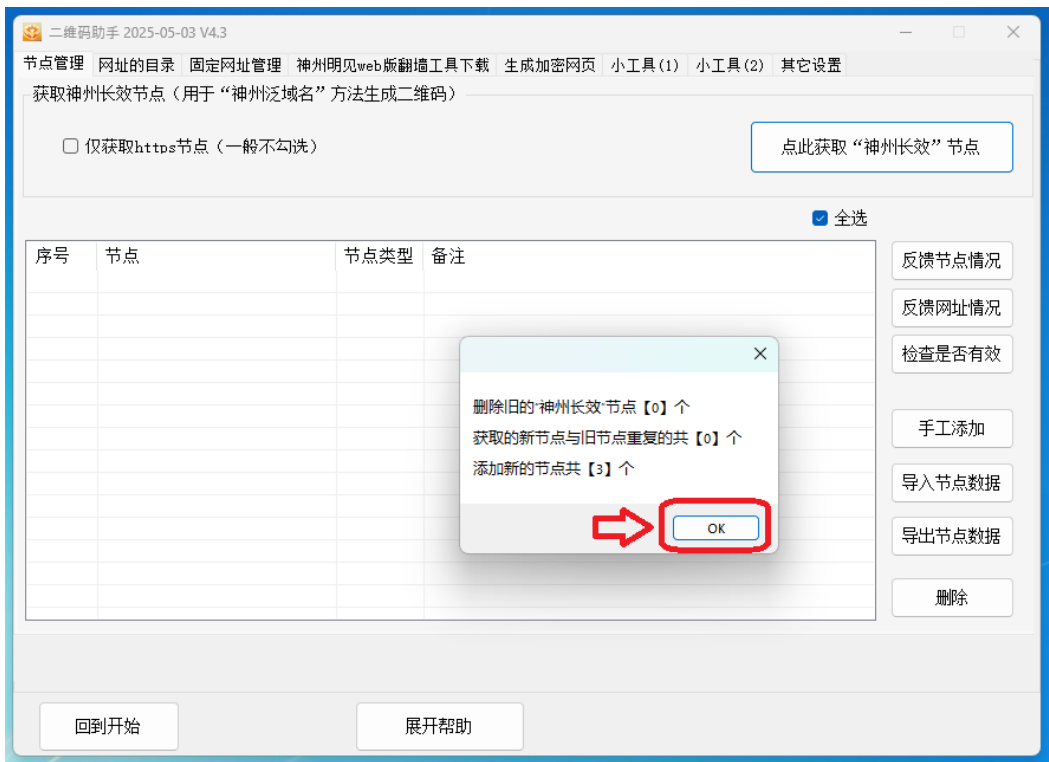 二维码助手 2025-05-03 V4.3
节点管理 网址的目录 固定网址管理 神州明见web版翻墙工具下载 生成加密网页 小工具(1) 小工具(2) 其它设置
获取神州长效节点（用于“神州泛域名”方法生成二维码）
仅获取https节点（一般不勾选）
点此获取“神州长效”节点
全选
序号 节点 节点类型 备注
反馈节点情况
反馈网址情况
检查是否有效
手工添加
导入节点数据
导出节点数据
删除
删除旧的"神州长效"节点【0】个
获取的新节点与旧节点重复的共【0】个
添加新的节点共【3】个
OK
回到开始 展开帮助